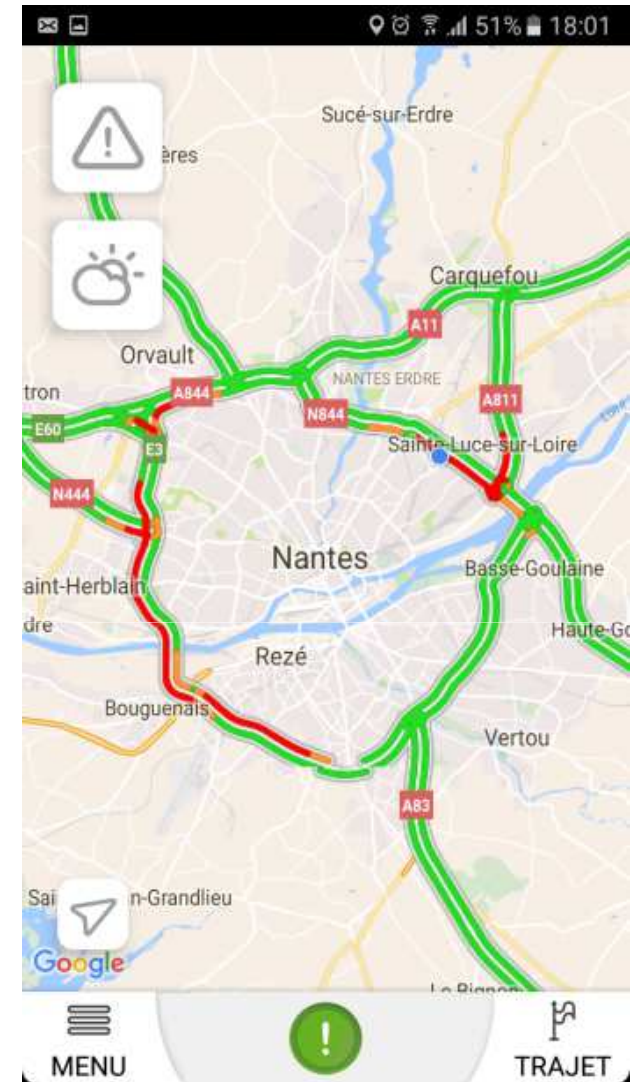 51% 18:01
Sucé-sur-Erdre
ères
Carquefou
A11
Orvault
NANTES ERDRE
tron
A844
A811
N844
E60
E3
Sainte-Luce-sur-Loire
N444
Nantes
Basse-Goulaine
aint-Herblain
dre
Haute-Go
Rezé
Bouguenais
Vertou
A83
Sai n-Grandlieu
Google
Le Bignon
MENU
!
TRAJET